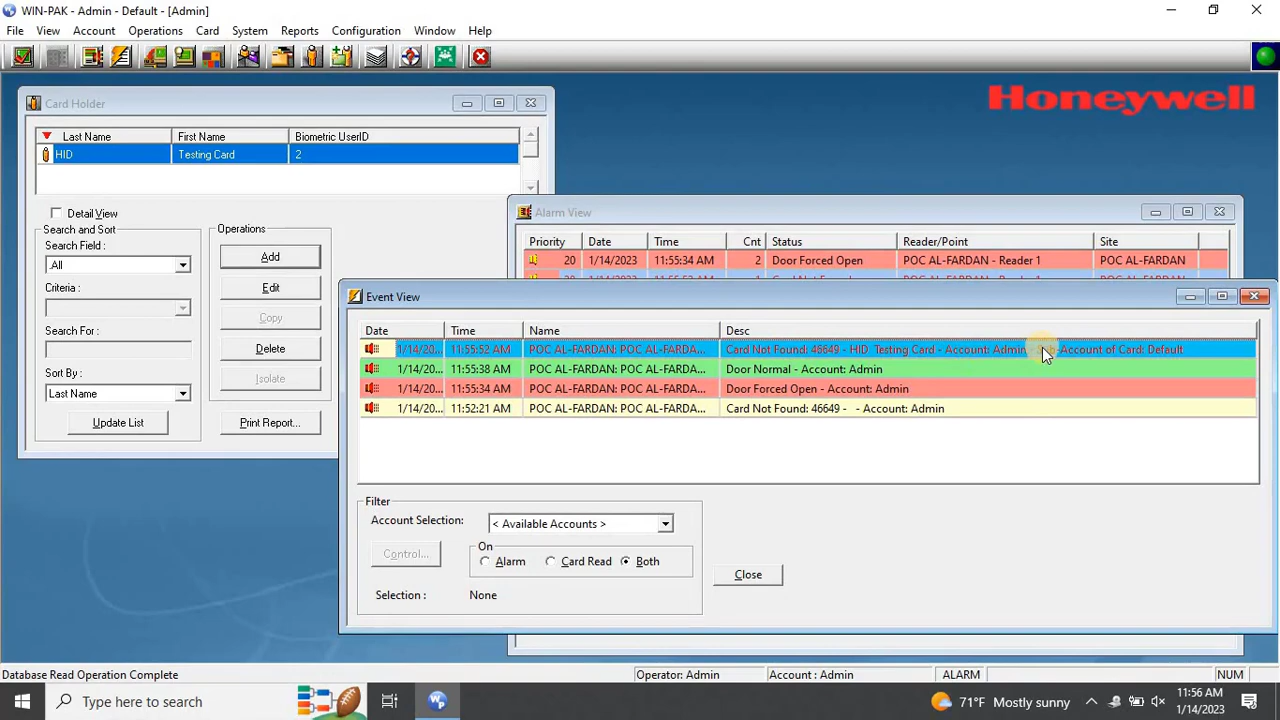 WIN-PAK - Admin - Default - [Admin]
File View Account Operations Card System Reports Configuration Window Help
Honeywell
Card Holder
Last Name First Name Biometric UserID
HID Testing Card 2
Detail View
Search and Sort
Search Field :
.All
Criteria :
Search For :
Sort By :
Last Name
Update List
Operations
Add
Edit
Copy
Delete
Isolate
Print Report...
Alarm View
Priority Date Time Cnt Status Reader/Point Site
20 1/14/2023 11:55:34 AM 2 Door Forced Open POC AL-FARDAN - Reader 1 POC AL-FARDAN
Event View
Date Time Name Desc
1/14/20... 11:55:52 AM POC AL-FARDAN: POC AL-FARDA... Card Not Found: 46649 - HID Testing Card - Account: Admin Account of Card: Default
1/14/20... 11:55:38 AM POC AL-FARDAN: POC AL-FARDA... Door Normal - Account: Admin
1/14/20... 11:55:34 AM POC AL-FARDAN: POC AL-FARDA... Door Forced Open - Account: Admin
1/14/20... 11:52:21 AM POC AL-FARDAN: POC AL-FARDA... Card Not Found: 46649 - - Account: Admin
Filter
Account Selection: < Available Accounts >
Control...
On
Alarm Card Read Both
Selection : None
Close
Database Read Operation Complete Operator: Admin Account : Admin ALARM NUM
Type here to search
71°F Mostly sunny
11:56 AM
1/14/2023